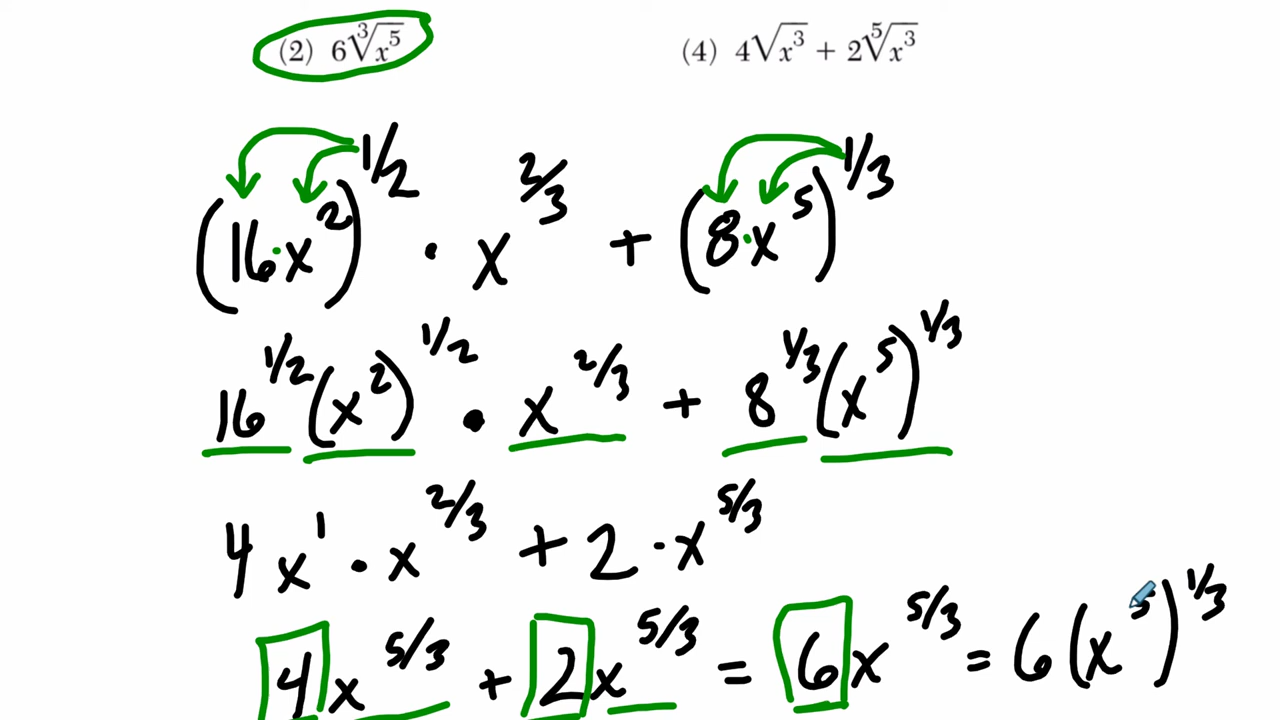 (2) 6∛x⁵ (4) 4√x³ + 2⁵√x³
(16·x²)^1/2 · x^2/3 + (8·x⁵)^1/3
16^1/2 (x²)^1/2 · x^2/3 + 8^1/3 (x⁵)^1/3
4x¹ · x^2/3 + 2 · x^5/3
4x^5/3 + 2x^5/3 = 6x^5/3 = 6(x⁵)^1/3